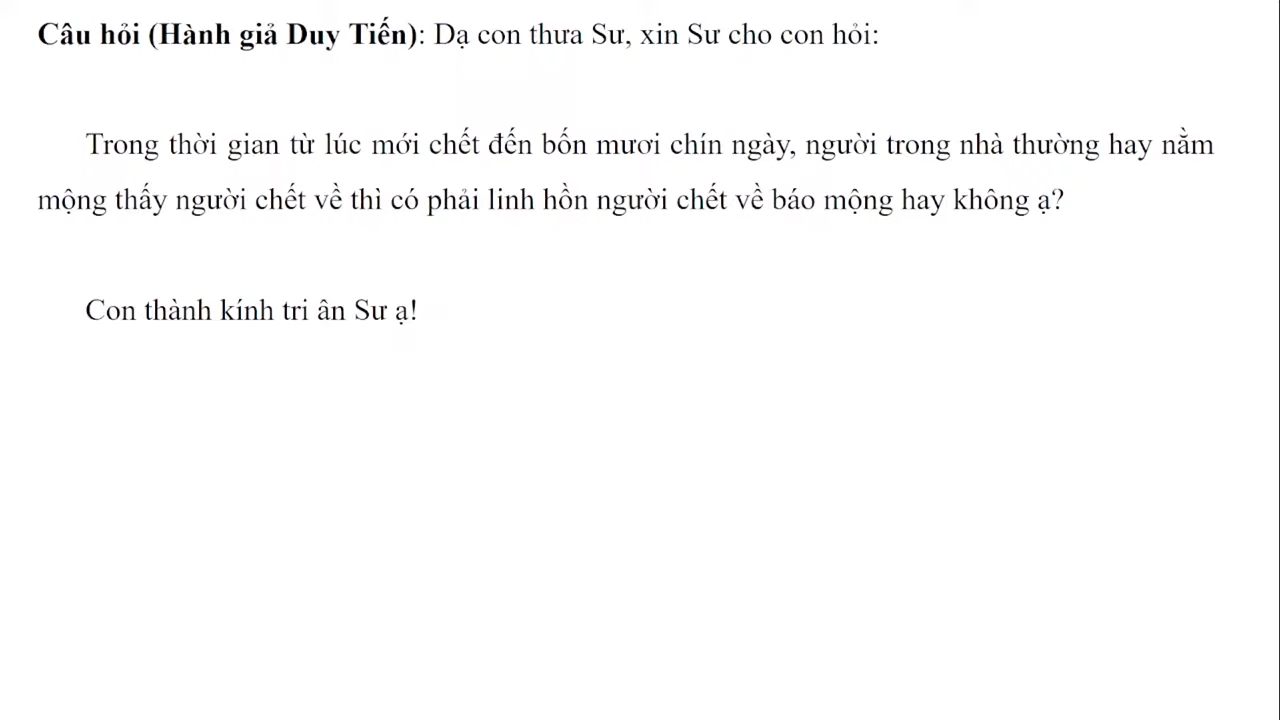 Câu hỏi (Hành giả Duy Tiến): Dạ con thưa Sư, xin Sư cho con hỏi:
Trong thời gian từ lúc mới chết đến bốn mươi chín ngày, người trong nhà thường hay nằm
mộng thấy người chết về thì có phải linh hồn người chết về báo mộng hay không ạ?
Con thành kính tri ân Sư ạ!